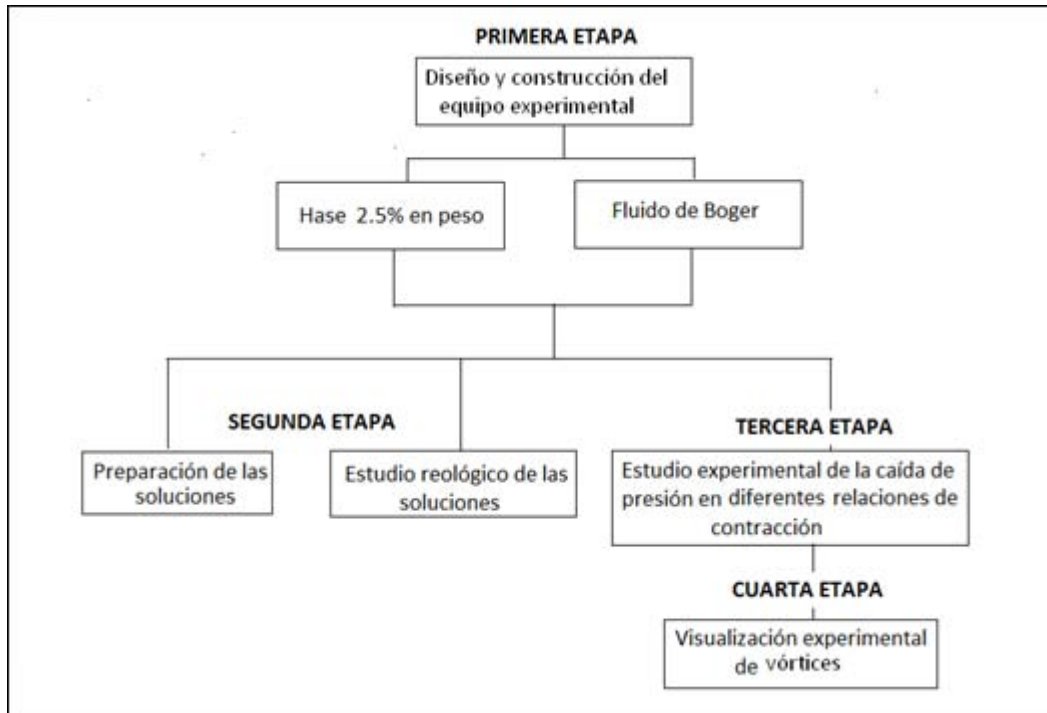 PRIMERA ETAPA
Diseño y construcción del
equipo experimental
Hase 2.5% en peso
Fluido de Boger
SEGUNDA ETAPA
Preparación de las
soluciones
Estudio reológico de las
soluciones
TERCERA ETAPA
Estudio experimental de la caída de
presión en diferentes relaciones de
contracción
CUARTA ETAPA
Visualización experimental
de vórtices